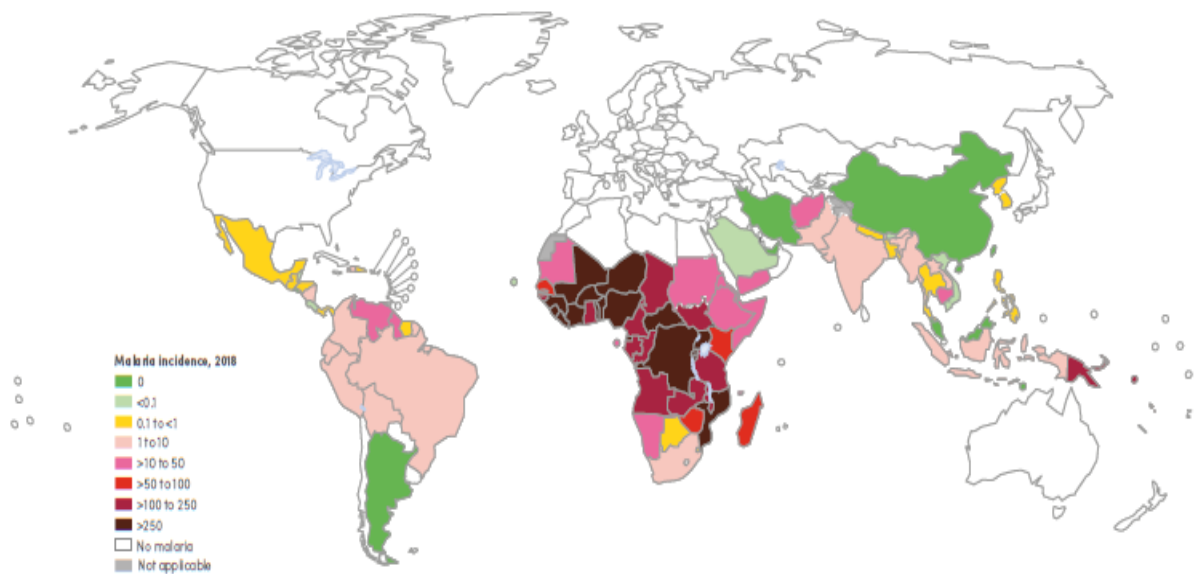 Malaria incidence, 2018
0
<0.1
0.1 to <1
1 to 10
>10 to 50
>50 to 100
>100 to 250
>250
No malaria
Not applicable